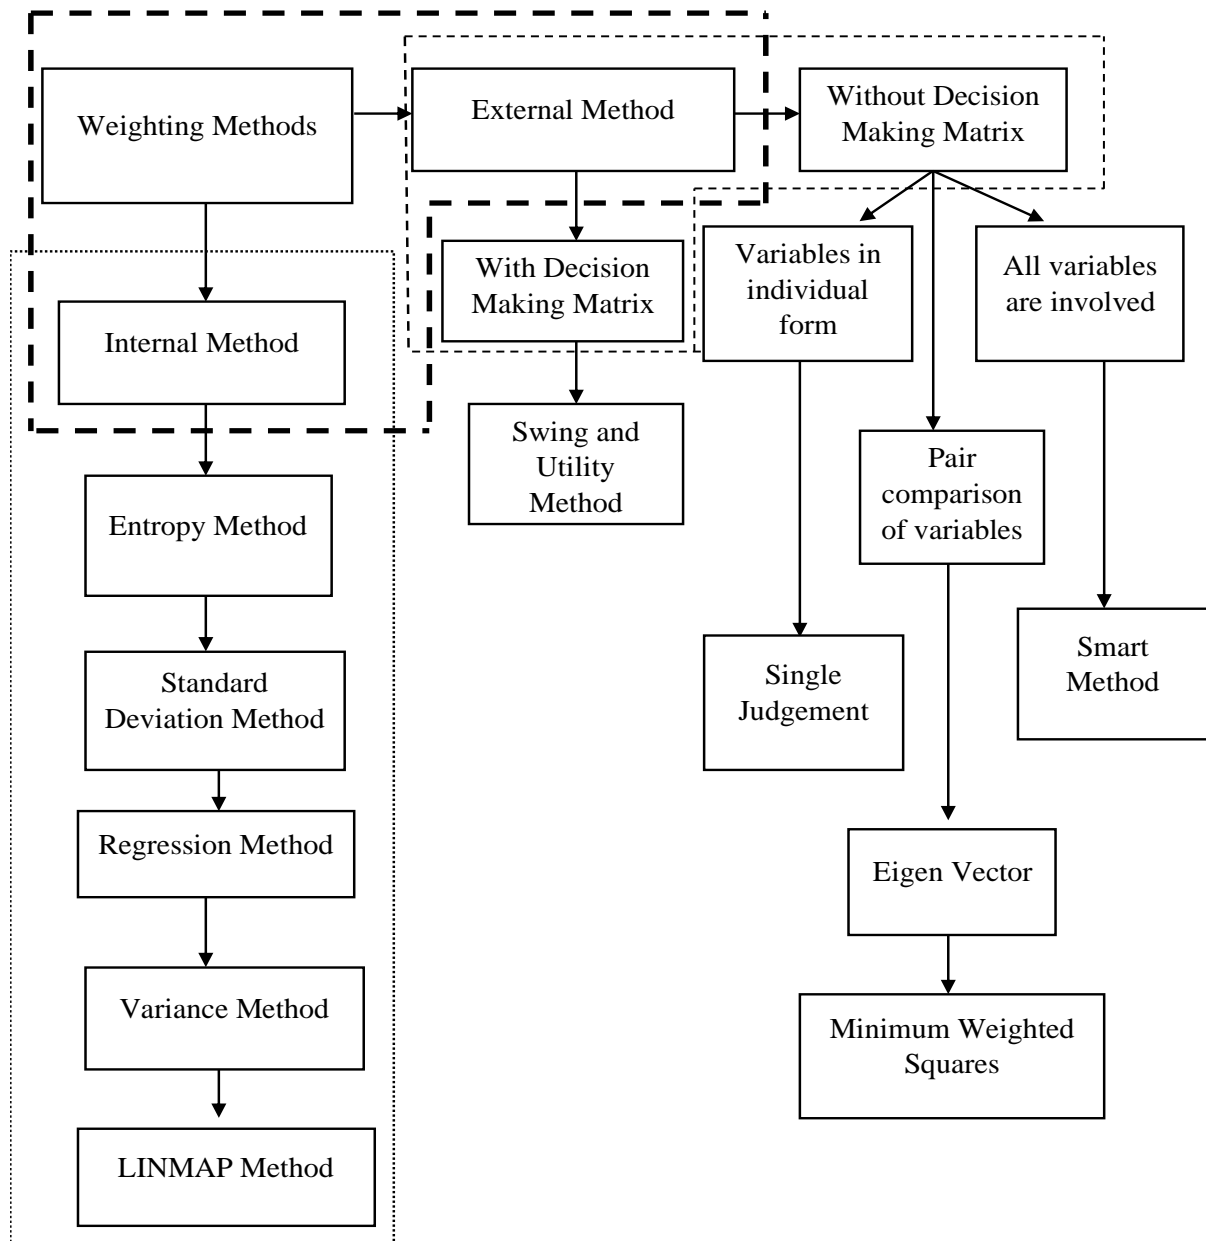 Weighting Methods
External Method
Without Decision
Making Matrix
With Decision
Making Matrix
Variables in
individual
form
All variables
are involved
Internal Method
Swing and
Utility
Method
Pair
comparison
of variables
Entropy Method
Single
Judgement
Smart
Method
Standard
Deviation Method
Regression Method
Eigen Vector
Variance Method
Minimum Weighted
Squares
LINMAP Method